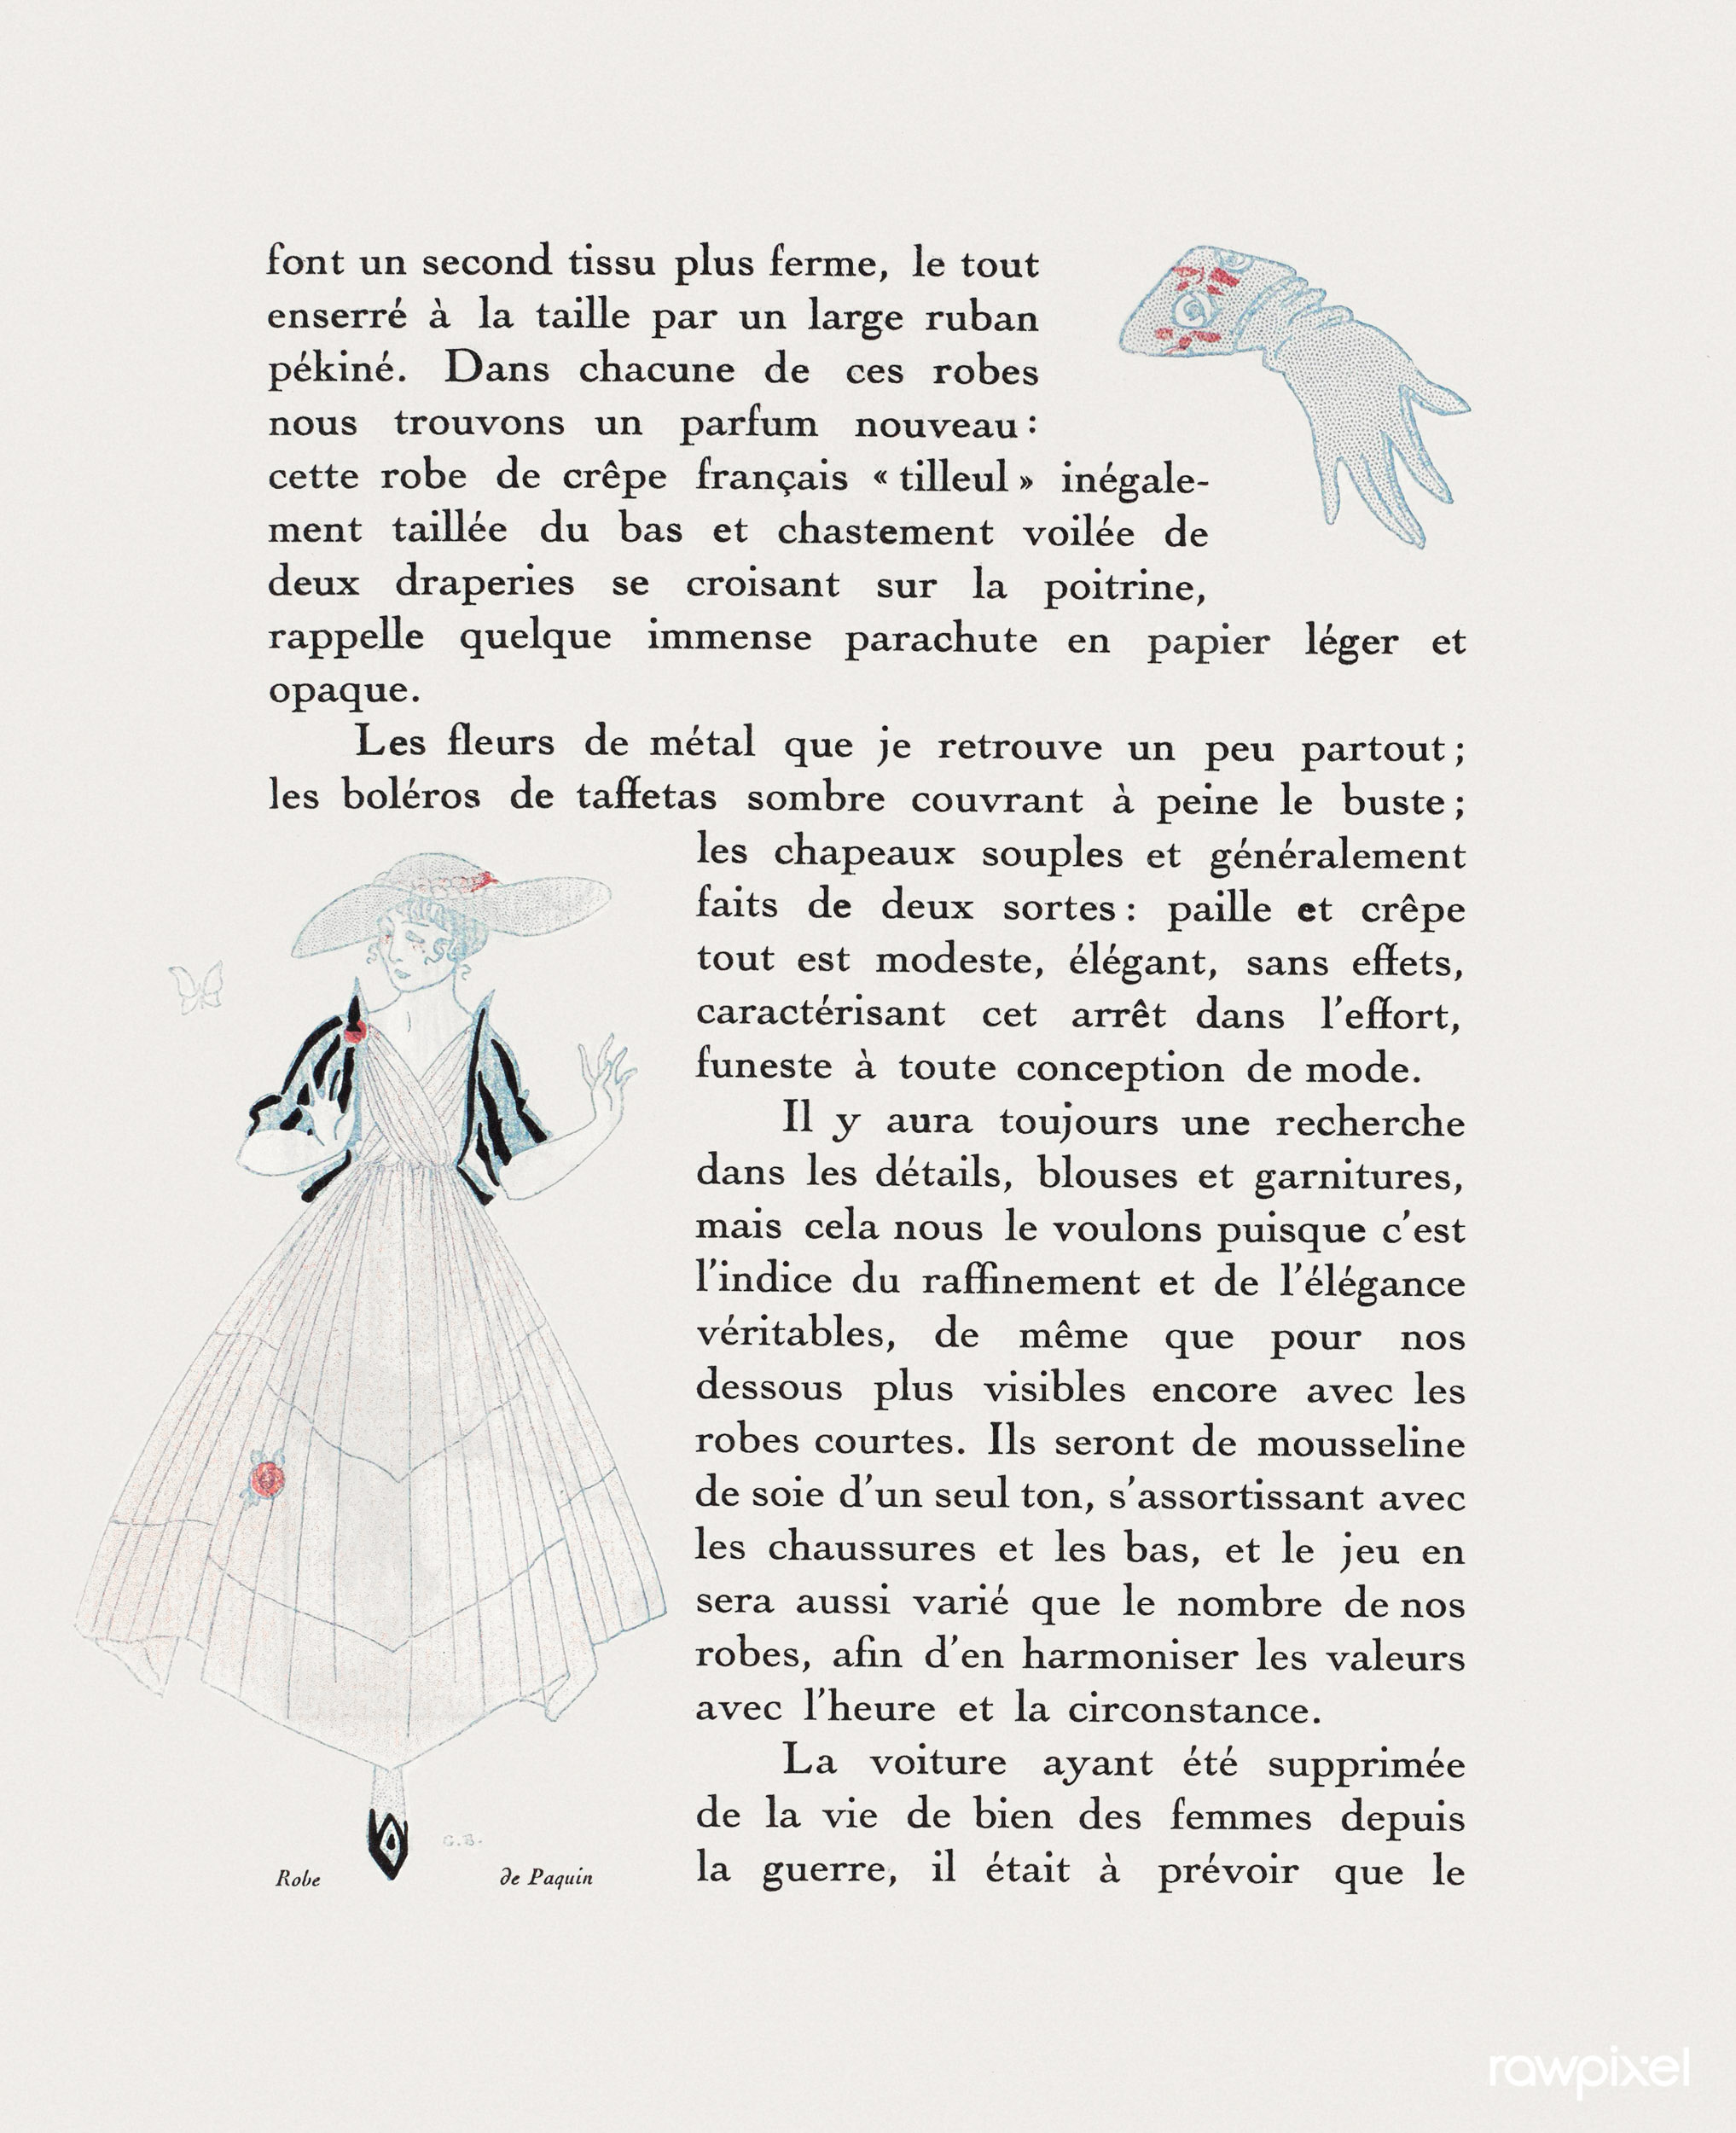 font un second tissu plus ferme, le tout
enserré à la taille par un large ruban
pékiné. Dans chacune de ces robes
nous trouvons un parfum nouveau :
cette robe de crêpe français « tilleul » inégale-
ment taillée du bas et chastement voilée de
deux draperies se croisant sur la poitrine,
rappelle quelque immense parachute en papier léger et
opaque.
Les fleurs de métal que je retrouve un peu partout ;
les boléros de taffetas sombre couvrant à peine le buste ;
les chapeaux souples et généralement
faits de deux sortes : paille et crêpe
tout est modeste, élégant, sans effets,
caractérisant cet arrêt dans l'effort,
funeste à toute conception de mode.
Il y aura toujours une recherche
dans les détails, blouses et garnitures,
mais cela nous le voulons puisque c'est
l'indice du raffinement et de l'élégance
véritables, de même que pour nos
dessous plus visibles encore avec les
robes courtes. Ils seront de mousseline
de soie d'un seul ton, s'assortissant avec
les chaussures et les bas, et le jeu en
sera aussi varié que le nombre de nos
robes, afin d'en harmoniser les valeurs
avec l'heure et la circonstance.
La voiture ayant été supprimée
de la vie de bien des femmes depuis
la guerre, il était à prévoir que le
G.B.
Robe de Paquin
rawpixel